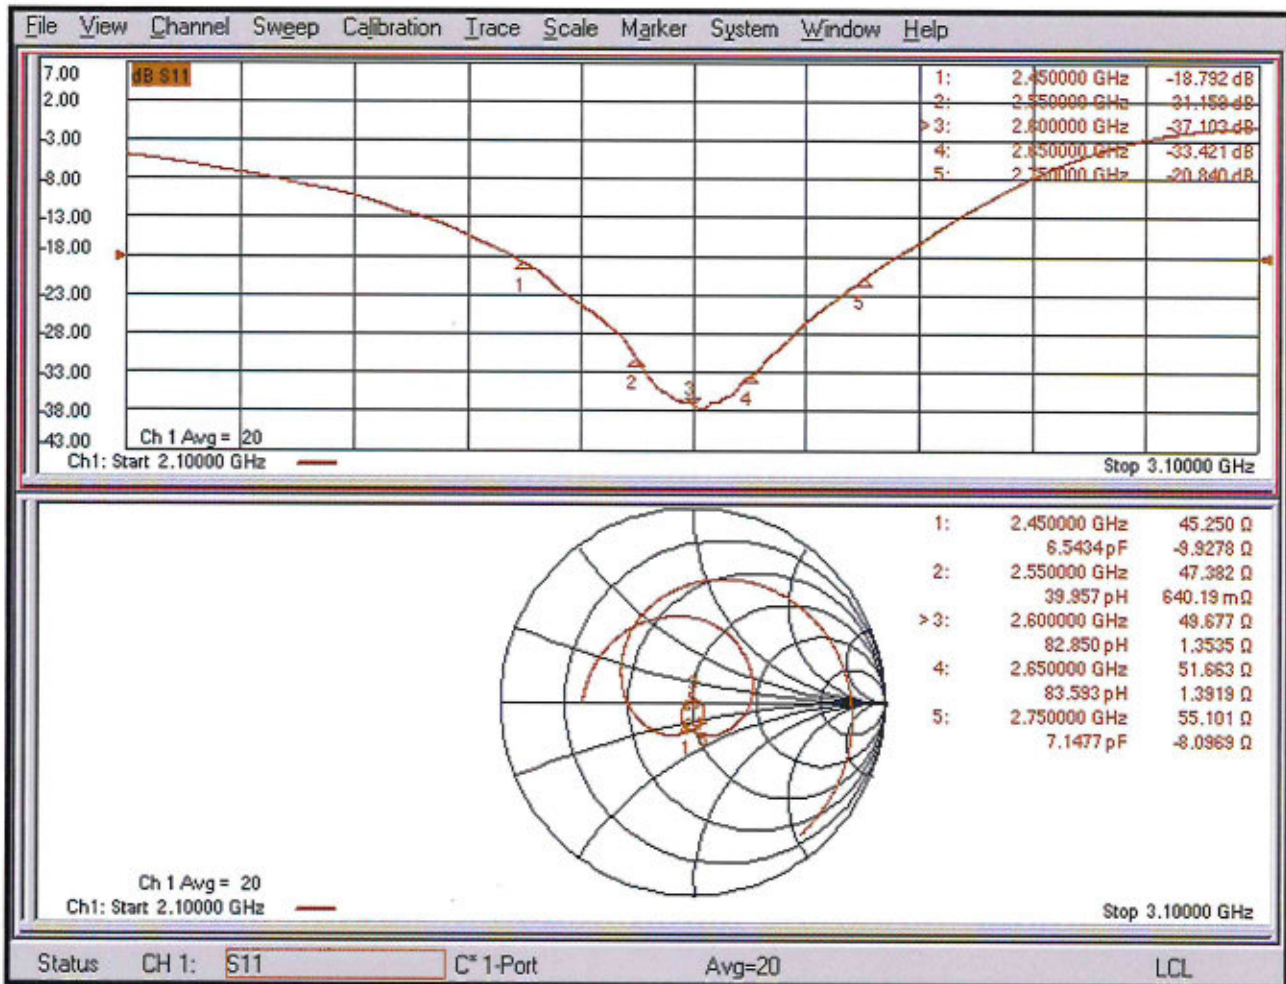 File View Channel Sweep Calibration Trace Scale Marker System Window Help
7.00
2.00
-3.00
-8.00
-13.00
-18.00
-23.00
-28.00
-33.00
-38.00
-43.00
dB S11
1: 2.450000 GHz -18.792 dB
2: 2.550000 GHz -31.159 dB
> 3: 2.600000 GHz -37.103 dB
4: 2.650000 GHz -33.421 dB
5: 2.750000 GHz -20.840 dB
1
2
3
4
5
Ch 1 Avg = 20
Ch1: Start 2.10000 GHz
Stop 3.10000 GHz
1: 2.450000 GHz 45.250 Ω
6.5434 pF -9.9278 Ω
2: 2.550000 GHz 47.382 Ω
39.957 pH 640.19 mΩ
> 3: 2.600000 GHz 49.677 Ω
82.850 pH 1.3535 Ω
4: 2.650000 GHz 51.663 Ω
83.593 pH 1.3919 Ω
5: 2.750000 GHz 55.101 Ω
7.1477 pF -8.0969 Ω
1
Ch 1 Avg = 20
Ch1: Start 2.10000 GHz
Stop 3.10000 GHz
Status CH 1: S11 C* 1-Port Avg=20 LCL